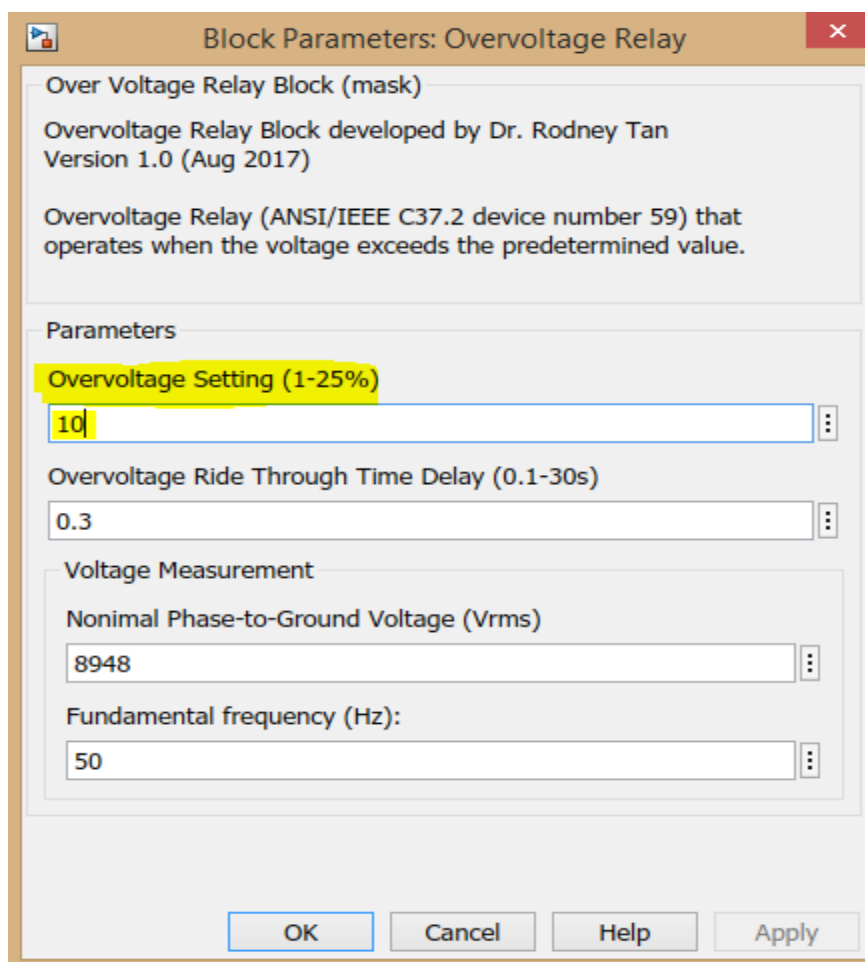 Block Parameters: Overvoltage Relay
Over Voltage Relay Block (mask)
Overvoltage Relay Block developed by Dr. Rodney Tan
Version 1.0 (Aug 2017)
Overvoltage Relay (ANSI/IEEE C37.2 device number 59) that
operates when the voltage exceeds the predetermined value.
Parameters
Overvoltage Setting (1-25%)
10
Overvoltage Ride Through Time Delay (0.1-30s)
0.3
Voltage Measurement
Nonimal Phase-to-Ground Voltage (Vrms)
8948
Fundamental frequency (Hz):
50
OK Cancel Help Apply